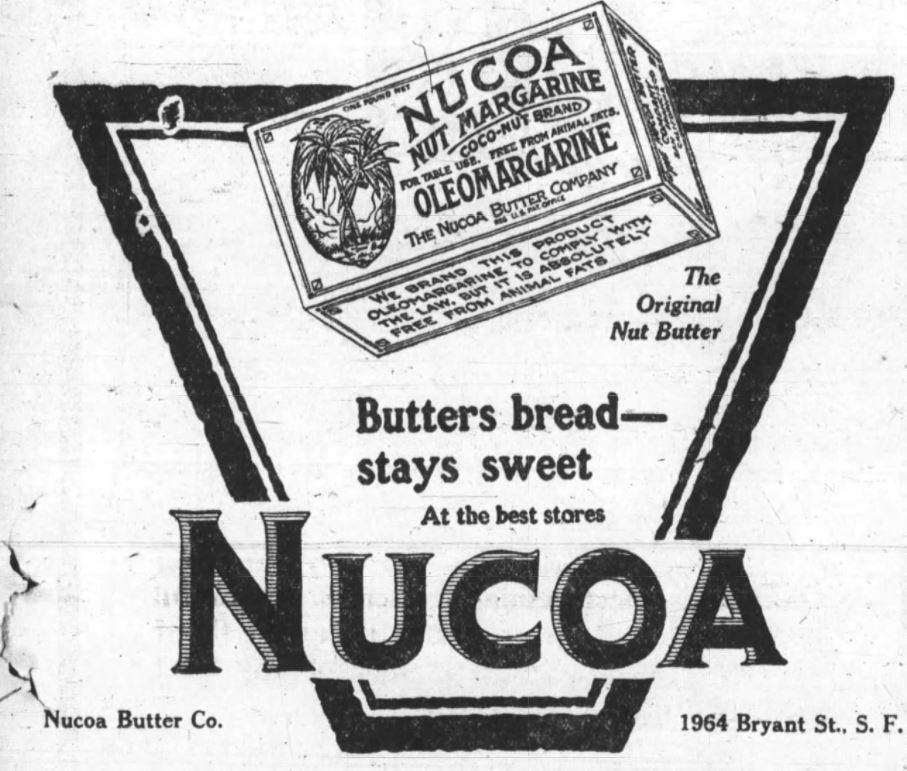 ONE POUND NET
NUCOA
NUT MARGARINE
COCO-NUT BRAND
FOR TABLE USE. FREE FROM ANIMAL FATS.
OLEOMARGARINE
THE NUCOA BUTTER COMPANY
REG U.S. PAT. OFFICE
WE BRAND THIS PRODUCT
OLEOMARGARINE TO COMPLY WITH
THE LAW, BUT IT IS ABSOLUTELY
FREE FROM ANIMAL FATS
The
Original
Nut Butter
Butters bread—
stays sweet
At the best stores
NUCOA
Nucoa Butter Co.
1964 Bryant St., S. F.